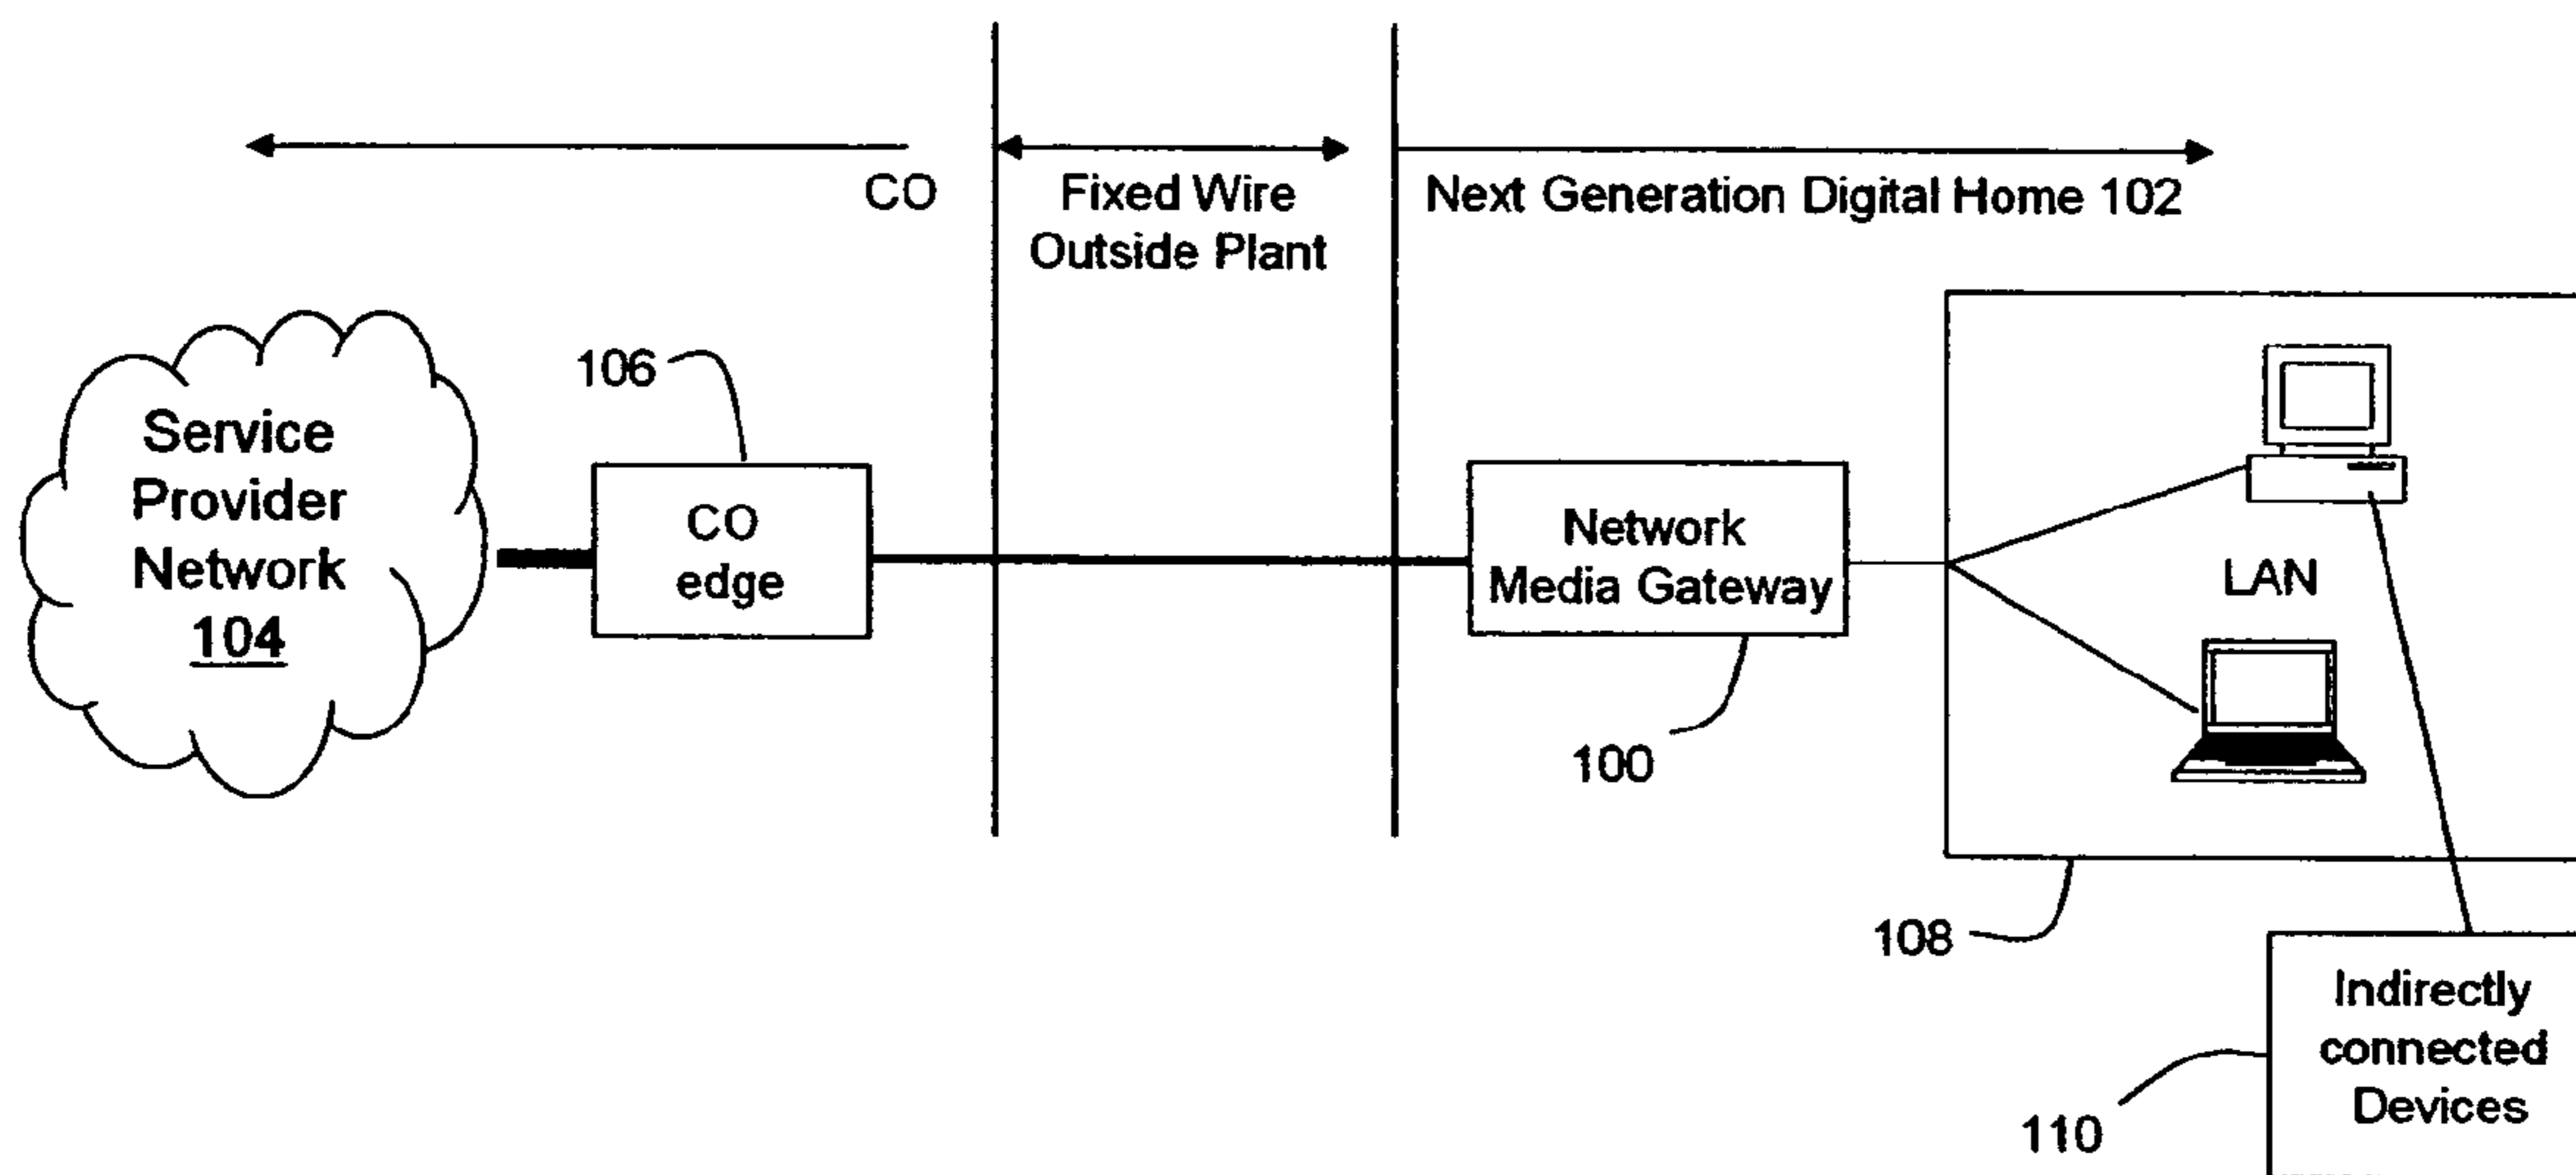 CO
Fixed Wire
Outside Plant
Next Generation Digital Home 102
Service
Provider
Network
104
106
CO
edge
Network
Media Gateway
100
LAN
108
Indirectly
connected
Devices
110